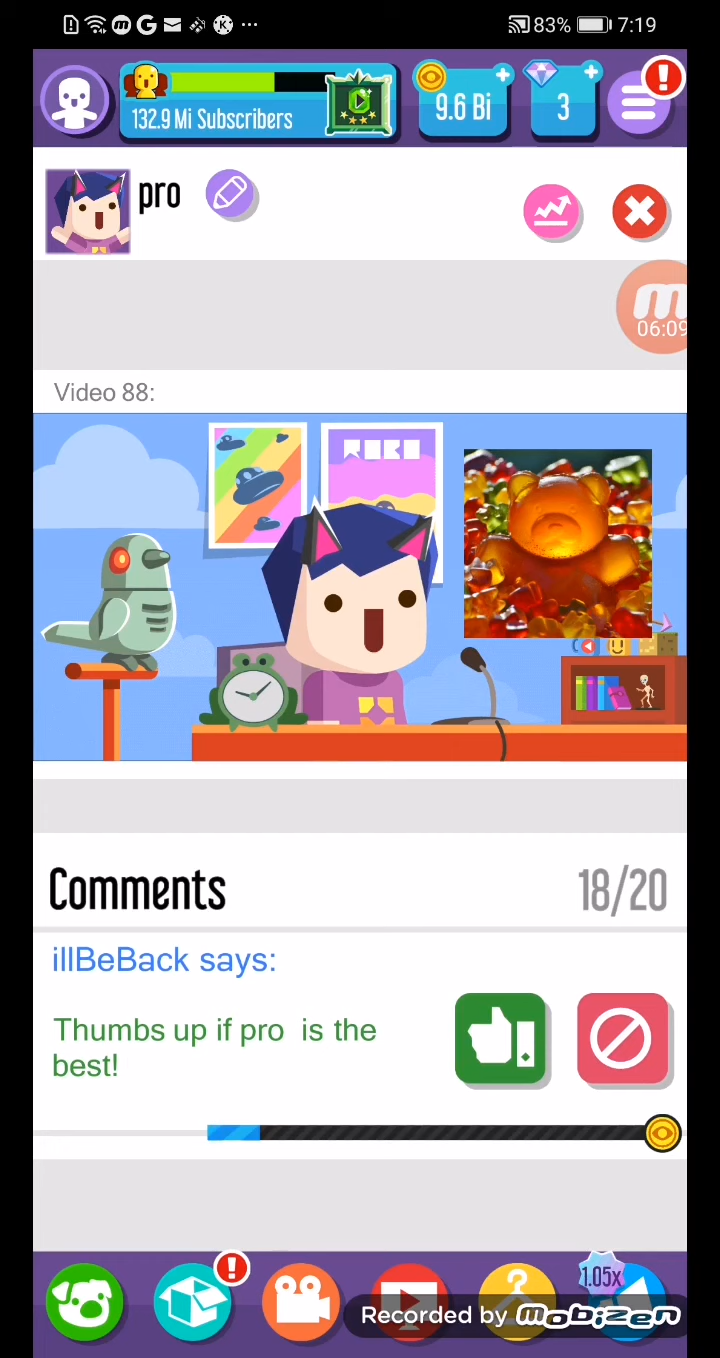 83% 7:19
132.9 Mi Subscribers
9.6 Bi
3
pro
06:09
Video 88:
Comments
18/20
illBeBack says:
Thumbs up if pro is the
best!
1.05x
Recorded by mobizen